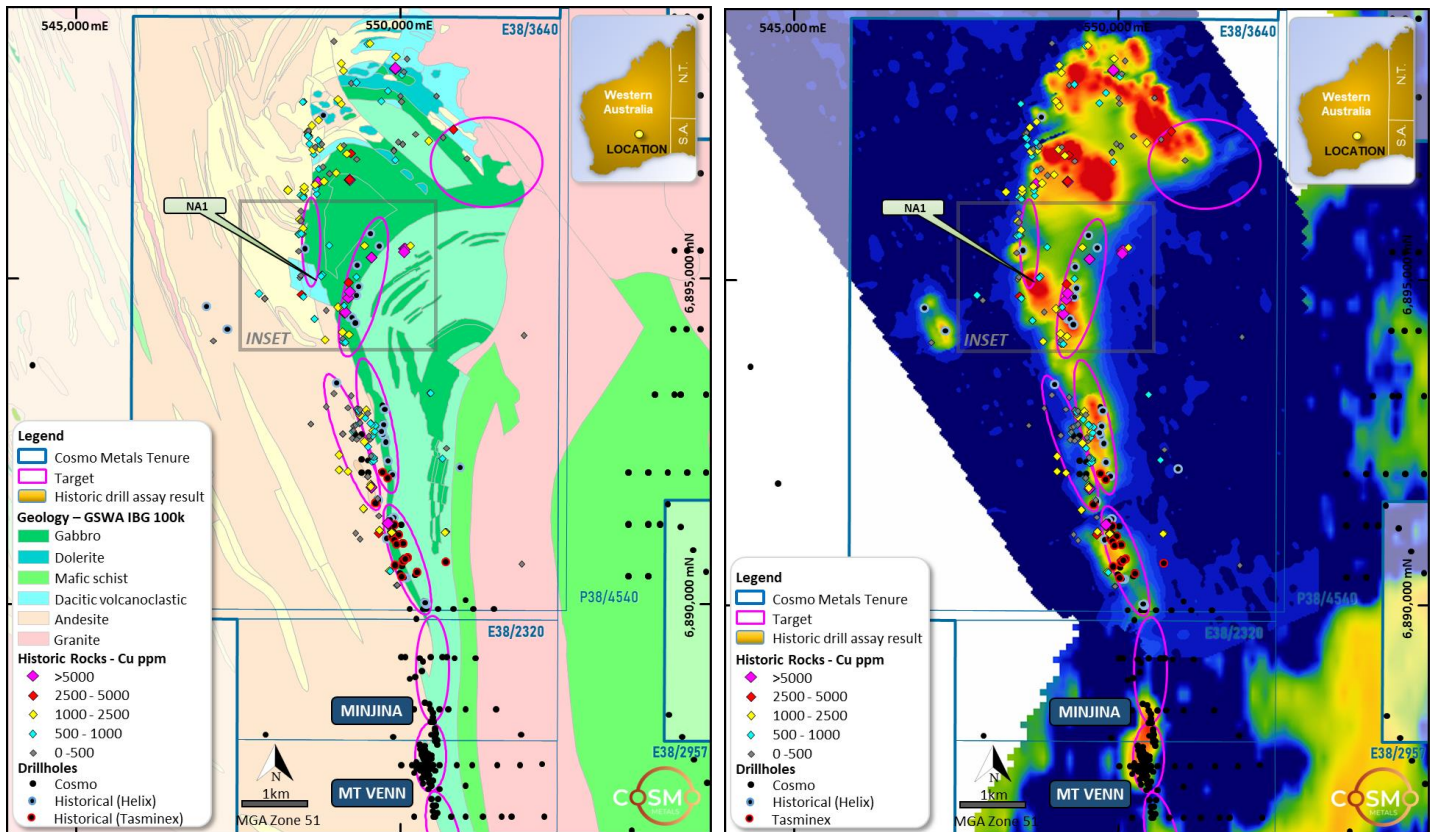 545,000 mE
550,000 mE
E38/3640
Western
Australia
LOCATION
N.T.
S.A.
NA1
6,895,000 mN
INSET
Legend
Cosmo Metals Tenure
Target
Historic drill assay result
Geology – GSWA IBG 100k
Gabbro
Dolerite
Mafic schist
Dacitic volcanoclastic
Andesite
Granite
Historic Rocks - Cu ppm
>5000
2500 - 5000
1000 - 2500
500 - 1000
0 -500
Drillholes
Cosmo
Historical (Helix)
Historical (Tasminex)
P38/4540
6,890,000 mN
E38/2320
MINJINA
MT VENN
E38/2957
N
1km
MGA Zone 51
COSMO
METALS
545,000 mE
550,000 mE
E38/3640
Western
Australia
LOCATION
N.T.
S.A.
NA1
6,895,000 mN
INSET
Legend
Cosmo Metals Tenure
Target
Historic drill assay result
Historic Rocks - Cu ppm
>5000
2500 - 5000
1000 - 2500
500 - 1000
0 -500
Drillholes
Cosmo
Historical (Helix)
Tasminex
P38/4540
6,890,000 mN
E38/2320
MINJINA
MT VENN
E38/2957
N
1km
MGA Zone 51
COSMO
METALS